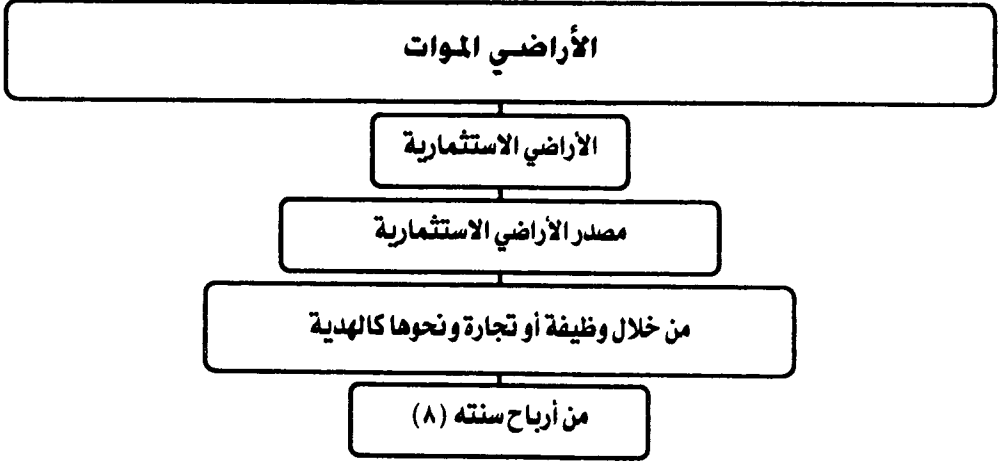 الأراضي الموات
الأراضي الاستثمارية
مصدر الأراضي الاستثمارية
من خلال وظيفة أو تجارة ونحوها كالهدية
من أرباح سنته (٨)